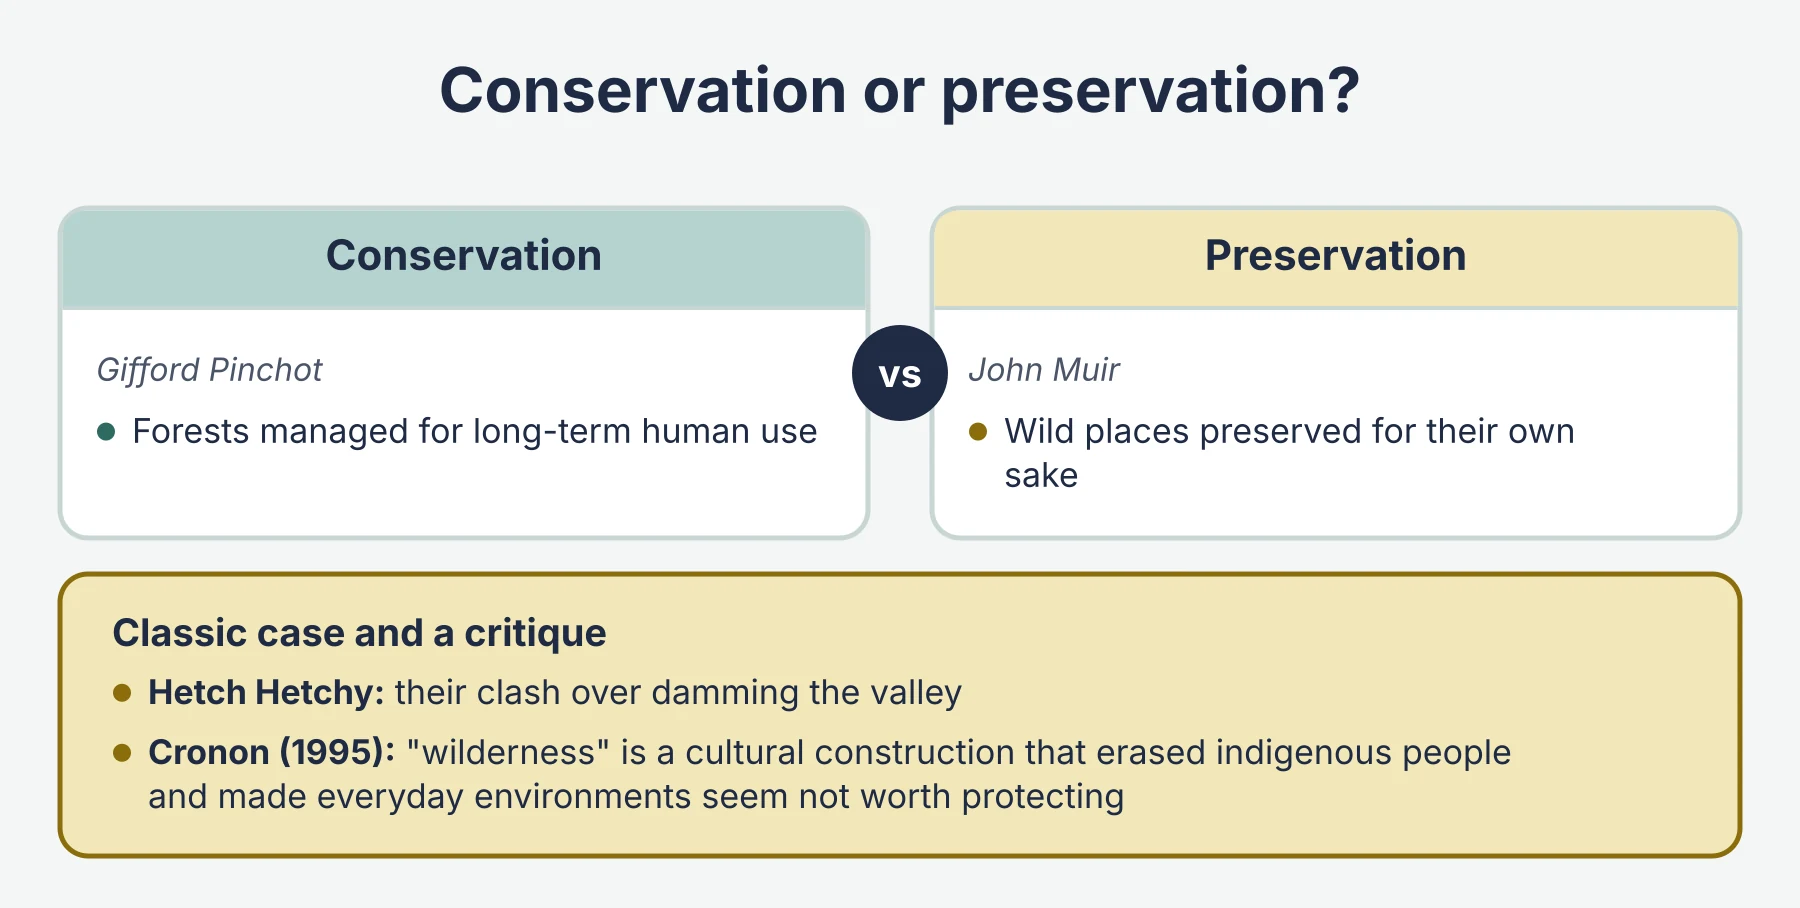 Conservation or preservation?
Conservation
Gifford Pinchot
Forests managed for long-term human use
vs
Preservation
John Muir
Wild places preserved for their own
sake
Classic case and a critique
Hetch Hetchy: their clash over damming the valley
Cronon (1995): "wilderness" is a cultural construction that erased indigenous people
and made everyday environments seem not worth protecting